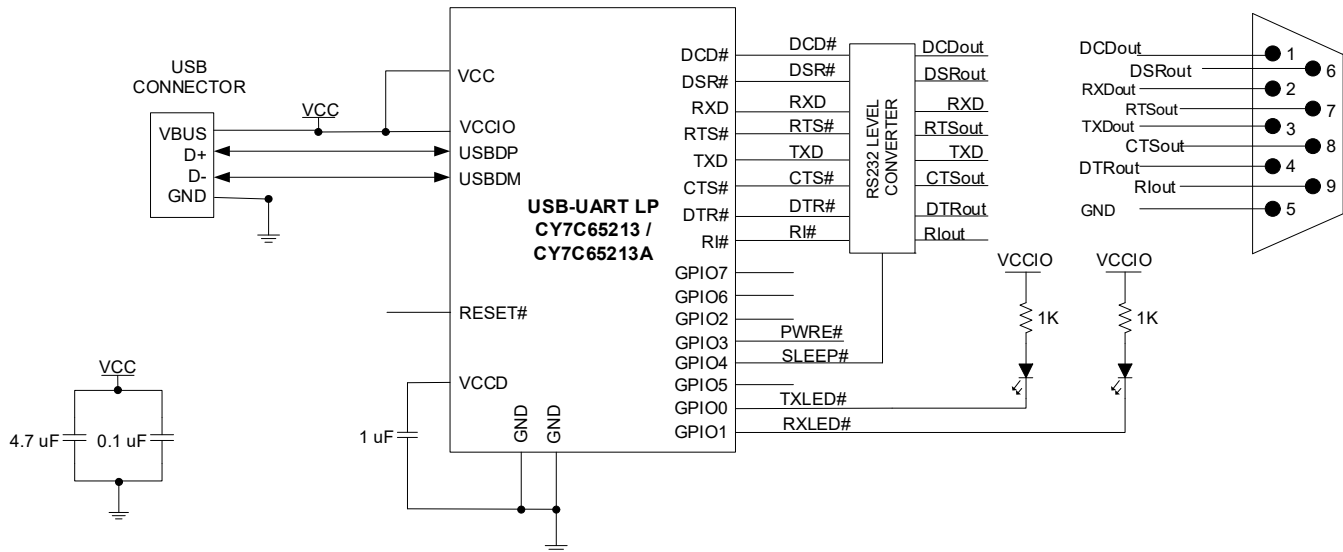 USB
CONNECTOR
VBUS
D+
D-
GND
VCC
VCC
VCCIO
USBDP
USBDM
RESET#
VCCD
GND
GND
USB-UART LP
CY7C65213 /
CY7C65213A
DCD#
DSR#
RXD
RTS#
TXD
CTS#
DTR#
RI#
GPIO7
GPIO6
GPIO2
GPIO3
GPIO4
GPIO5
GPIO0
GPIO1
DCD#
DSR#
RXD
RTS#
TXD
CTS#
DTR#
RI#
PWRE#
SLEEP#
TXLED#
RXLED#
RS232 LEVEL
CONVERTER
DCDout
DSRout
RXD
RTSout
TXD
CTSout
DTRout
RIout
DCDout
DSRout
RXDout
RTSout
TXDout
CTSout
DTRout
RIout
GND
1
6
2
7
3
8
4
9
5
VCCIO
1K
VCCIO
1K
VCC
4.7 uF
0.1 uF
1 uF